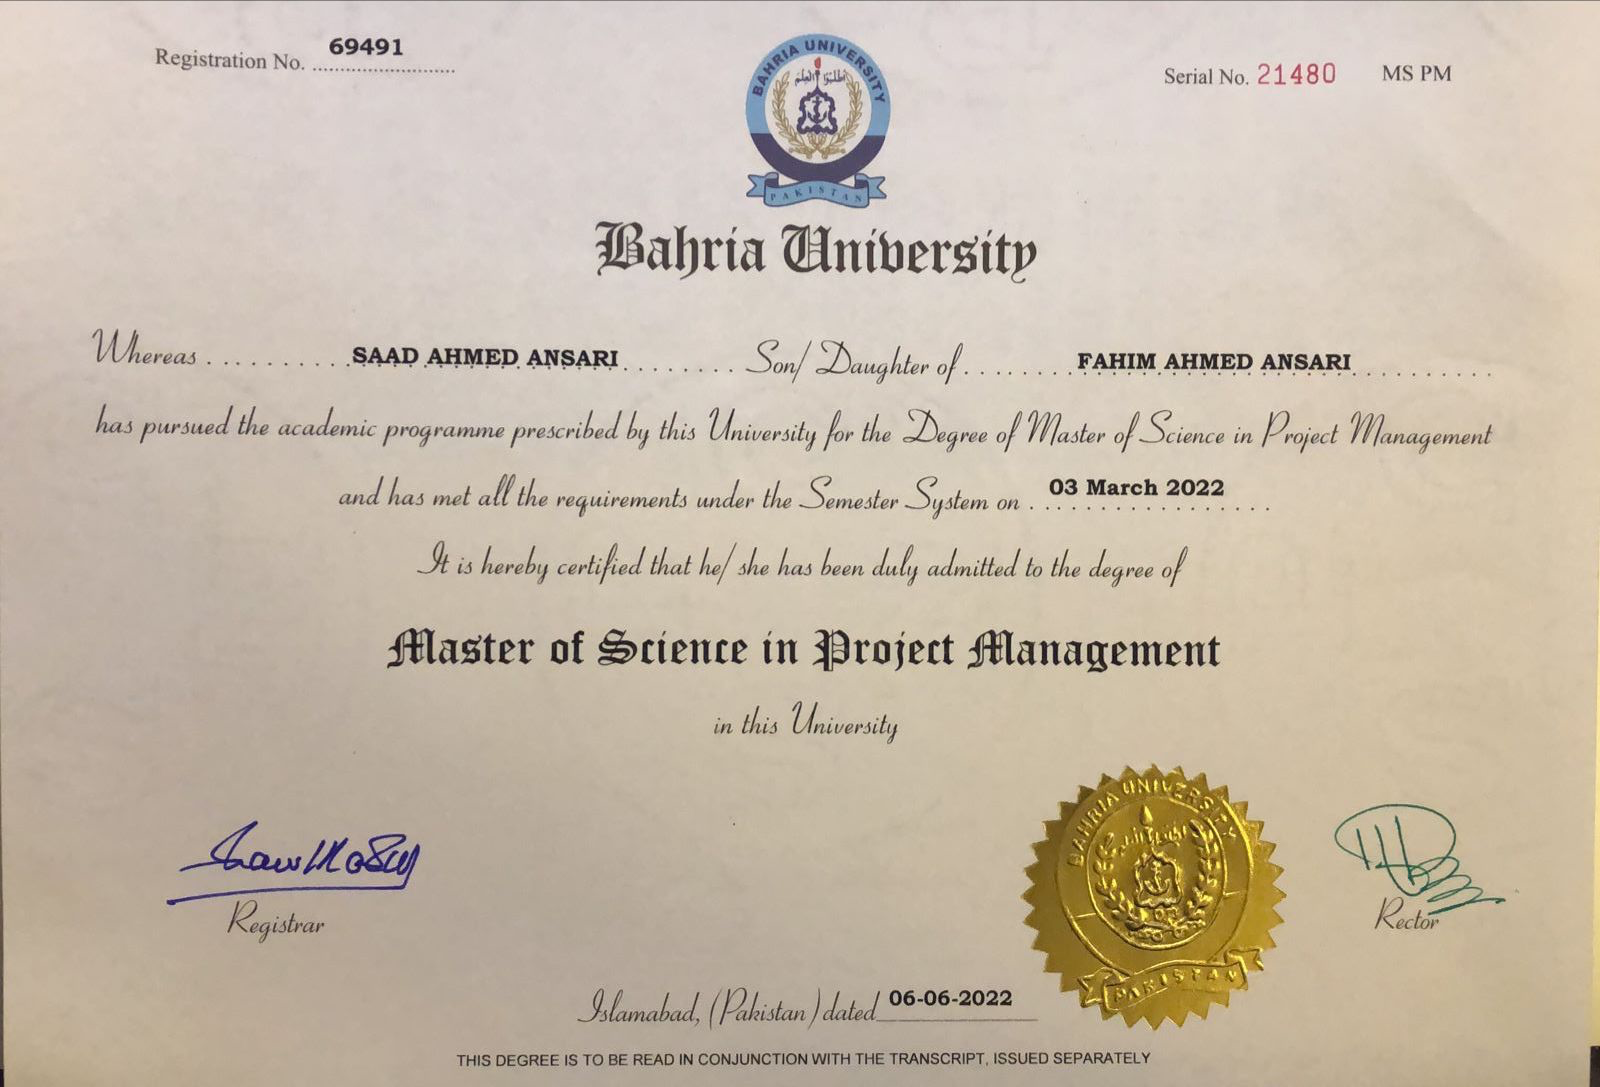 Registration No. 69491
Serial No. 21480 MS PM
BAHRIA UNIVERSITY
PAKISTAN
Bahria University
Whereas .......... SAAD AHMED ANSARI ........ Son/ Daughter of ........ FAHIM AHMED ANSARI ..........
has pursued the academic programme prescribed by this University for the Degree of Master of Science in Project Management
and has met all the requirements under the Semester System on 03 March 2022
It is hereby certified that he/ she has been duly admitted to the degree of
Master of Science in Project Management
in this University
BAHRIA UNIVERSITY
PAKISTAN
Registrar
Rector
Islamabad, (Pakistan) dated 06-06-2022
THIS DEGREE IS TO BE READ IN CONJUNCTION WITH THE TRANSCRIPT, ISSUED SEPARATELY